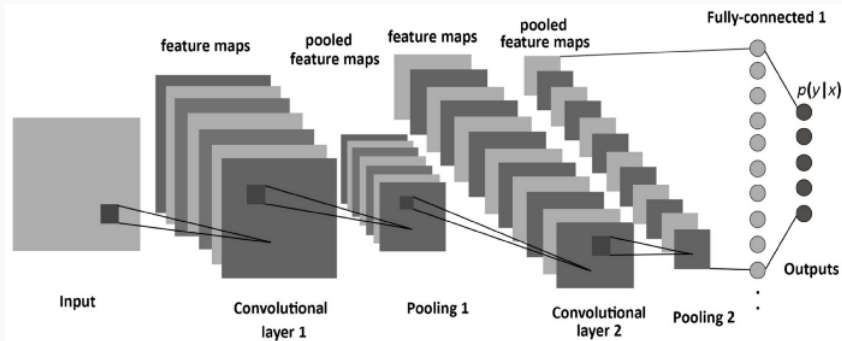 Fully-connected 1
feature maps
pooled
feature maps
feature maps
pooled
feature maps
p(y|x)
Input
Convolutional
layer 1
Pooling 1
Convolutional
layer 2
Pooling 2
Outputs